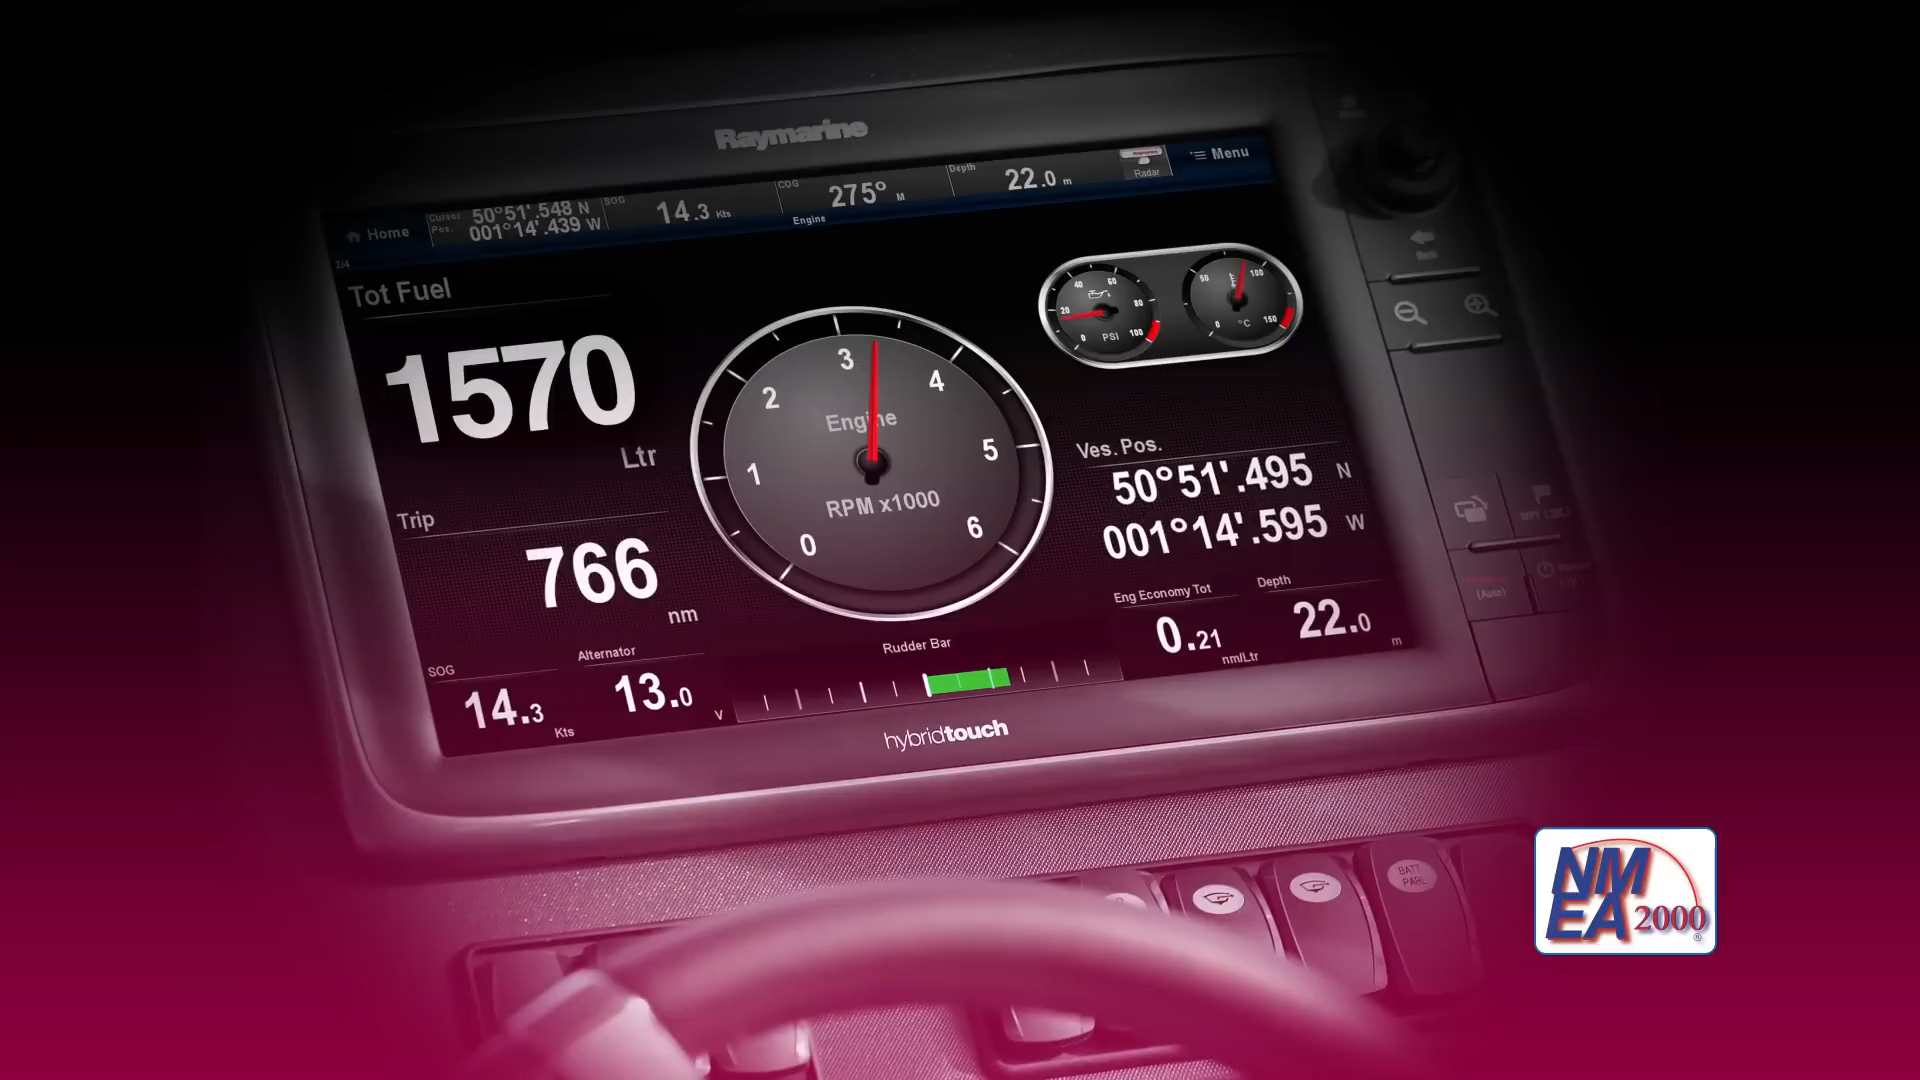 Raymarine
Home
Cursor Pos.
50°51'.548 N
001°14'.439 W
SOG
14.3 Kts
COG
275° M
Depth
22.0 m
Radar
Menu
Engine
2/4
Tot Fuel
1570
Ltr
Trip
766
nm
SOG
14.3
Kts
Alternator
13.0
V
0 1 2 3 4 5 6
Engine
RPM x1000
Rudder Bar
0 20 40 60 80 100
PSI
0 50 100 150
°C
Ves. Pos.
50°51'.495 N
001°14'.595 W
Eng Economy Tot
0.21
nm/Ltr
Depth
22.0
m
hybridtouch
Back
(Auto)
BATT
PARL
NM
EA 2000
®